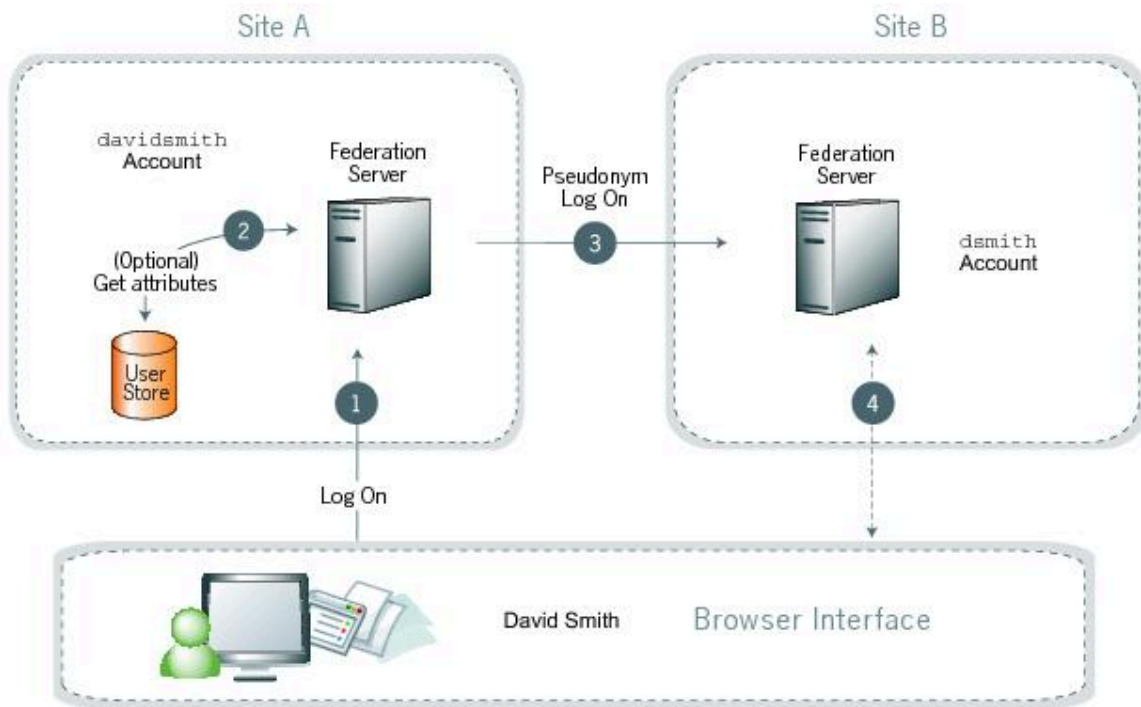 Site A
Site B
davidsmith
Account
Federation
Server
2
(Optional)
Get attributes
User
Store
1
Log On
Pseudonym
Log On
3
Federation
Server
dsmith
Account
4
David Smith
Browser Interface